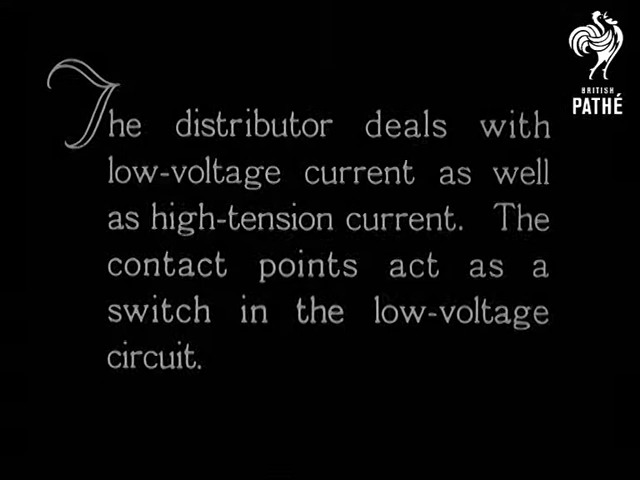 BRITISH
PATHÉ
The distributor deals with
low-voltage current as well
as high-tension current. The
contact points act as a
switch in the low-voltage
circuit.